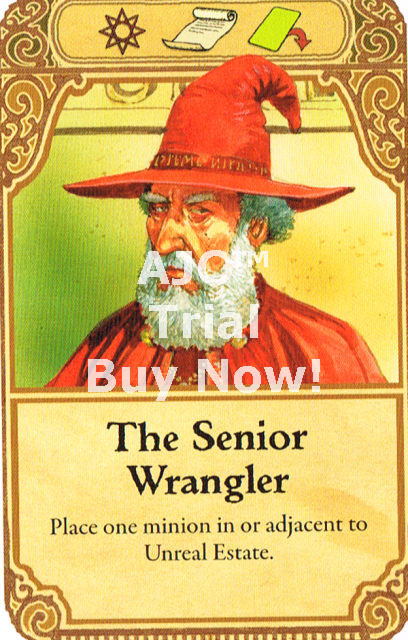 AJC™
Trial
Buy Now!
The Senior
Wrangler
Place one minion in or adjacent to
Unreal Estate.